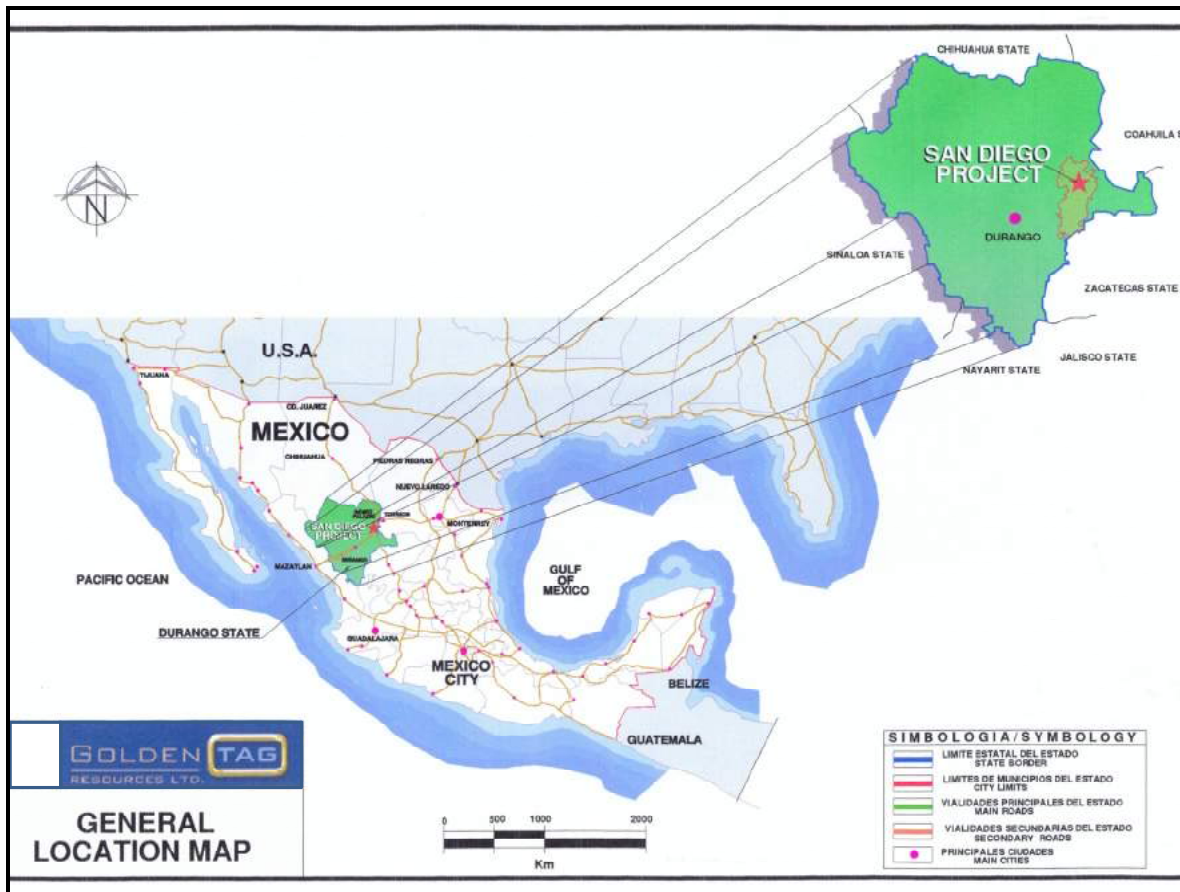 CHIHUAHUA STATE
COAHUILA S
SAN DIEGO
PROJECT
DURANGO
SINALOA STATE
ZACATECAS STATE
JALISCO STATE
NAYARIT STATE
N
U.S.A.
TIJUANA
CD. JUAREZ
MEXICO
CHIHUAHUA
PIEDRAS NEGRAS
NUEVO LAREDO
TORREON
MONTERREY
SAN DIEGO
PROJECT
DURANGO
MAZATLAN
GULF
OF
MEXICO
PACIFIC OCEAN
DURANGO STATE
GUADALAJARA
MEXICO
CITY
BELIZE
GUATEMALA
GOLDEN TAG
RESOURCES LTD.
GENERAL
LOCATION MAP
0 500 1000 2000
Km
SIMBOLOGIA/SYMBOLOGY
LIMITE ESTATAL DEL ESTADO
STATE BORDER
LIMITES DE MUNICIPIOS DEL ESTADO
CITY LIMITS
VIALIDADES PRINCIPALES DEL ESTADO
MAIN ROADS
VIALIDADES SECUNDARIAS DEL ESTADO
SECONDARY ROADS
PRINCIPALES CIUDADES
MAIN CITIES